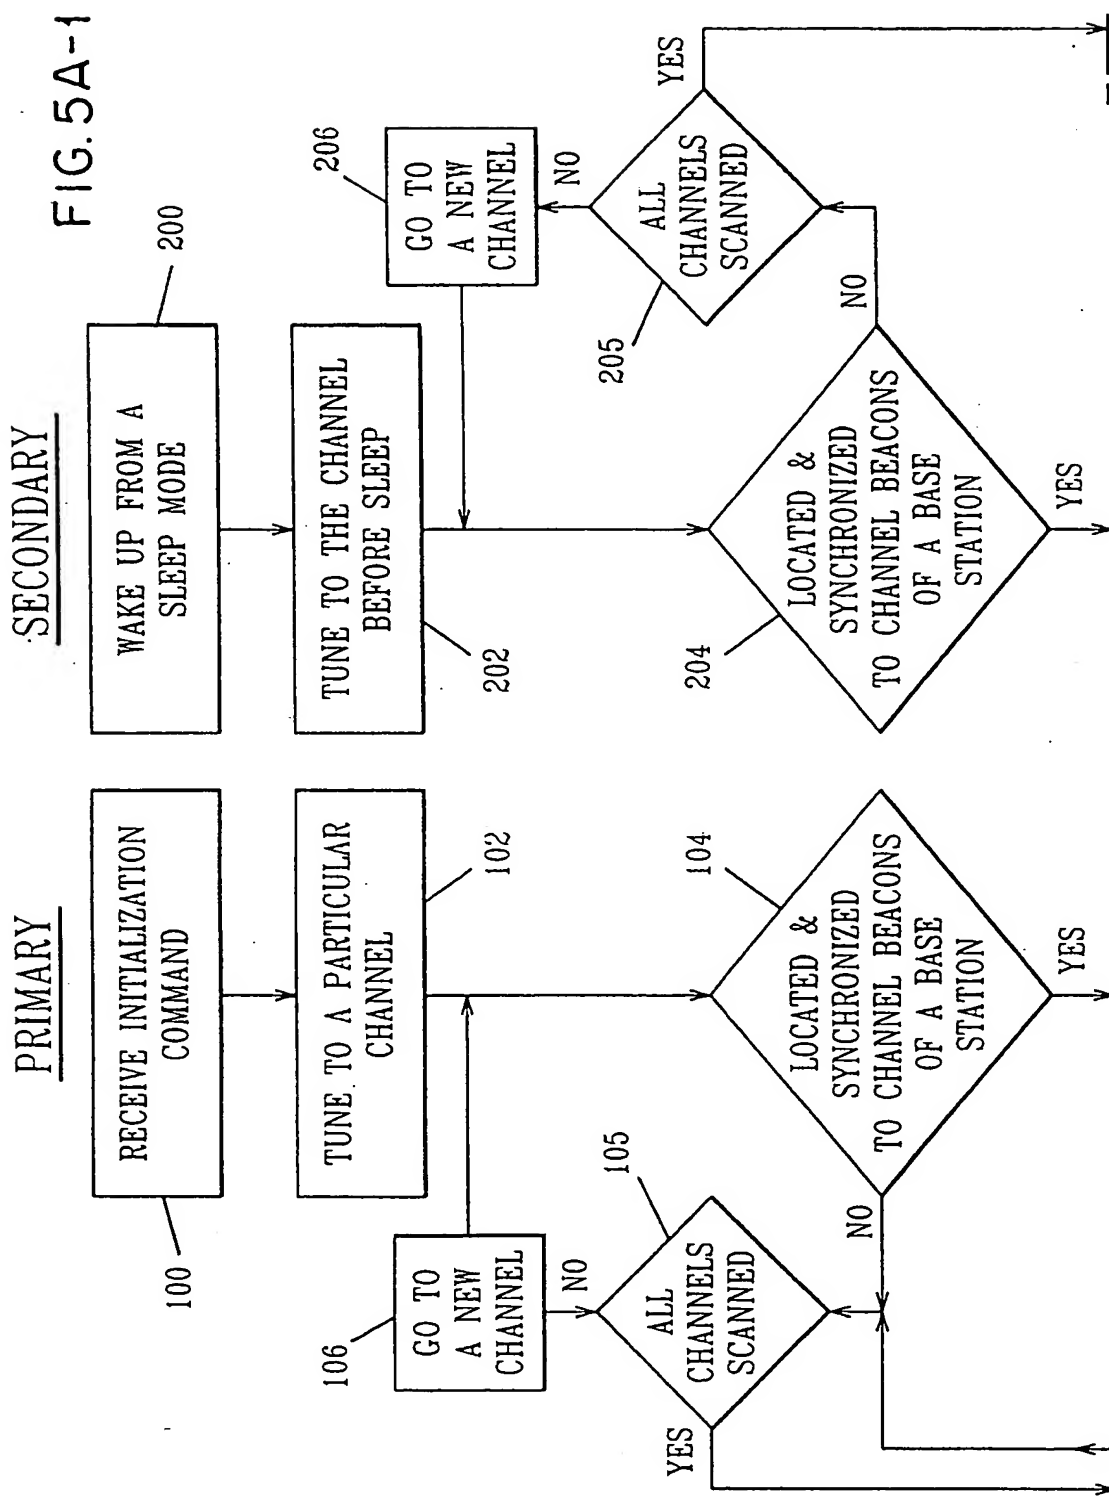 FIG. 5A-1
PRIMARY
RECEIVE INITIALIZATION
COMMAND
100
TUNE TO A PARTICULAR
CHANNEL
102
GO TO
A NEW
CHANNEL
106
NO
ALL
CHANNELS
SCANNED
105
YES
NO
LOCATED &
SYNCHRONIZED
TO CHANNEL BEACONS
OF A BASE
STATION
104
YES
SECONDARY
WAKE UP FROM A
SLEEP MODE
200
TUNE TO THE CHANNEL
BEFORE SLEEP
202
GO TO
A NEW
CHANNEL
206
NO
ALL
CHANNELS
SCANNED
205
YES
NO
LOCATED &
SYNCHRONIZED
TO CHANNEL BEACONS
OF A BASE
STATION
204
YES